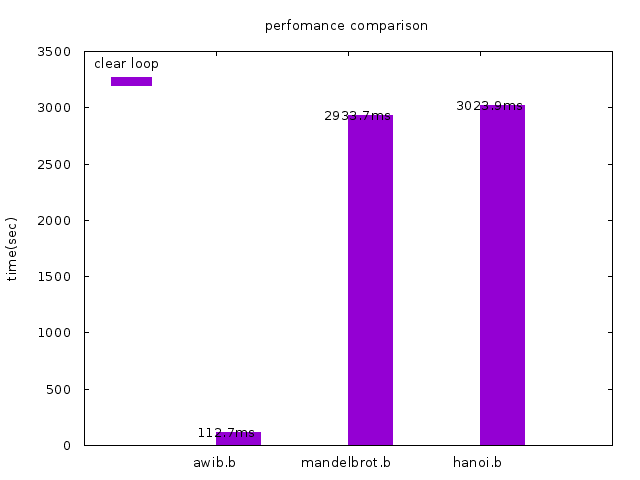 perfomance comparison
3500
clear loop
3000
2933.7ms
3023.9ms
2500
2000
time(sec)
1500
1000
500
112.7ms
0
awib.b
mandelbrot.b
hanoi.b